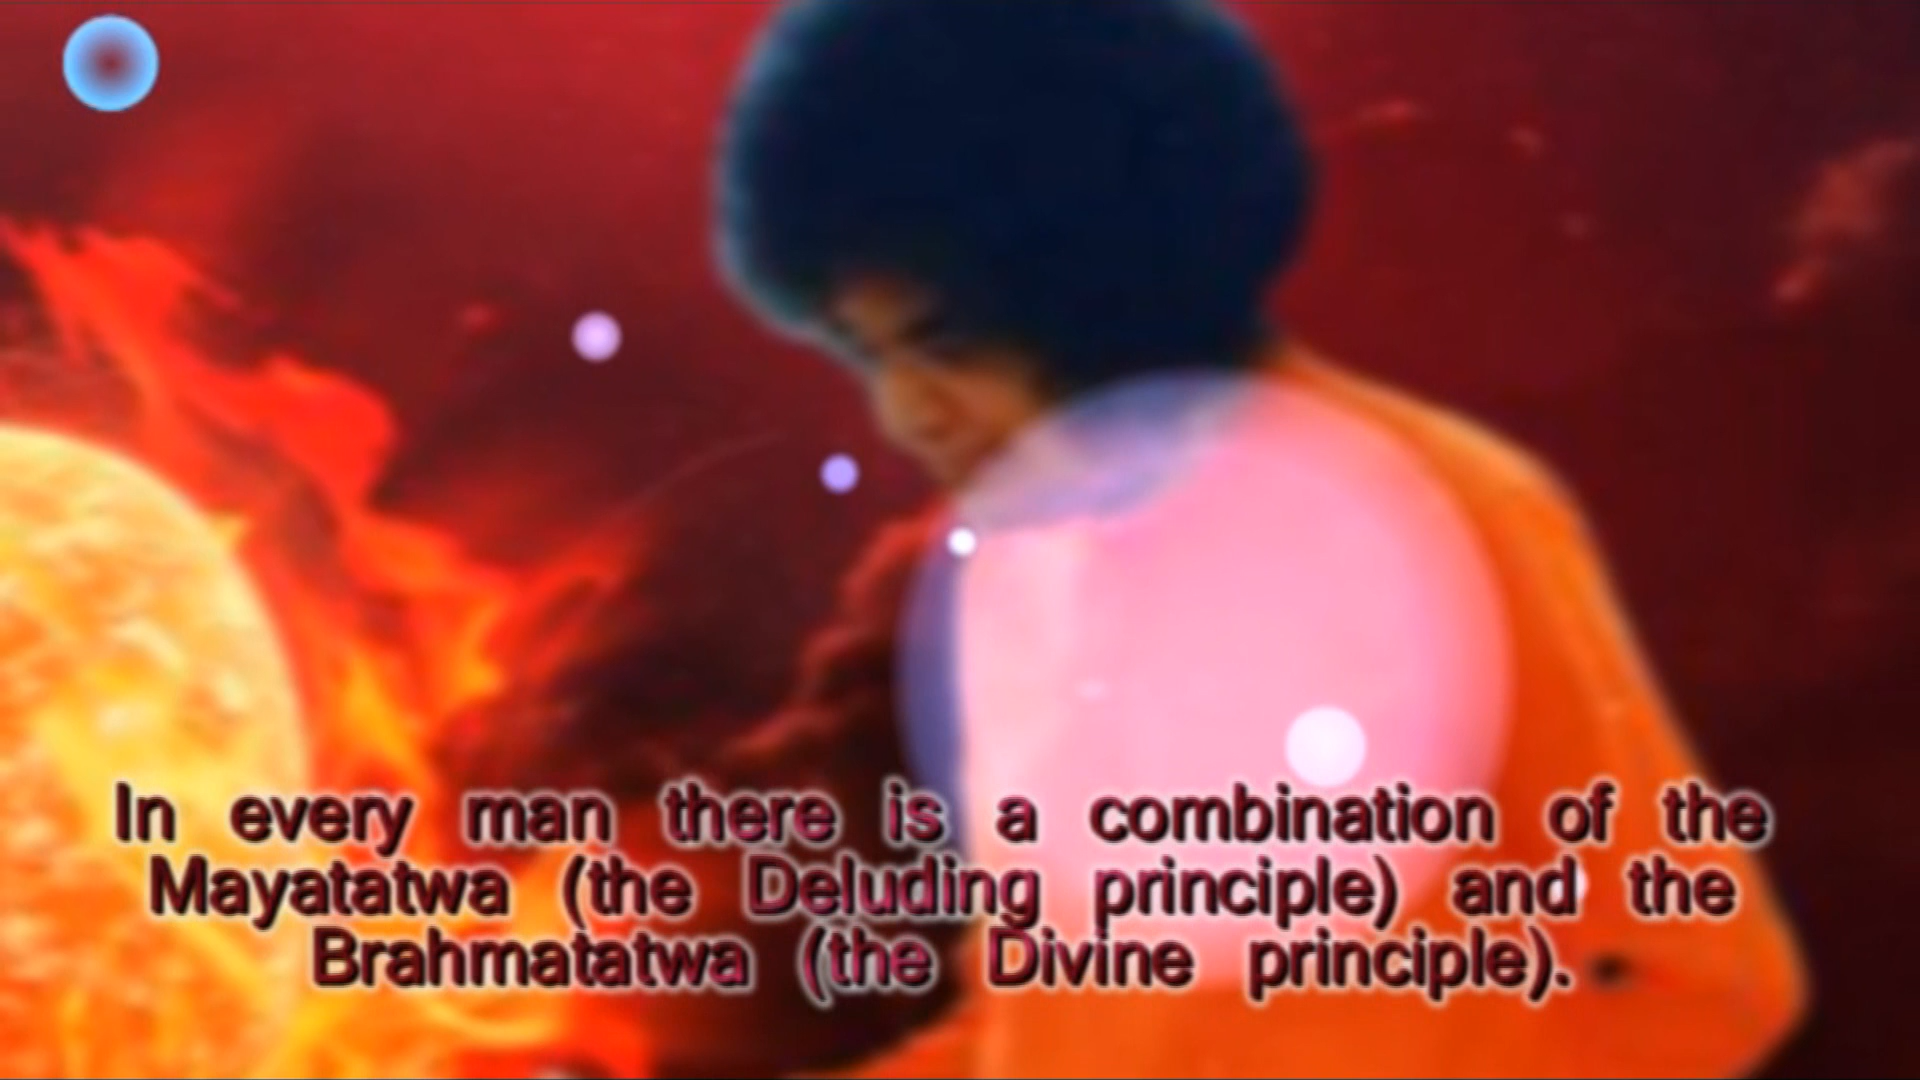 In every man there is a combination of the
Mayatatwa (the Deluding principle) and the
Brahmatatwa (the Divine principle).